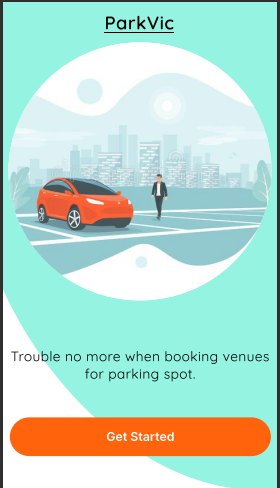 ParkVic
Trouble no more when booking venues
for parking spot.
Get Started